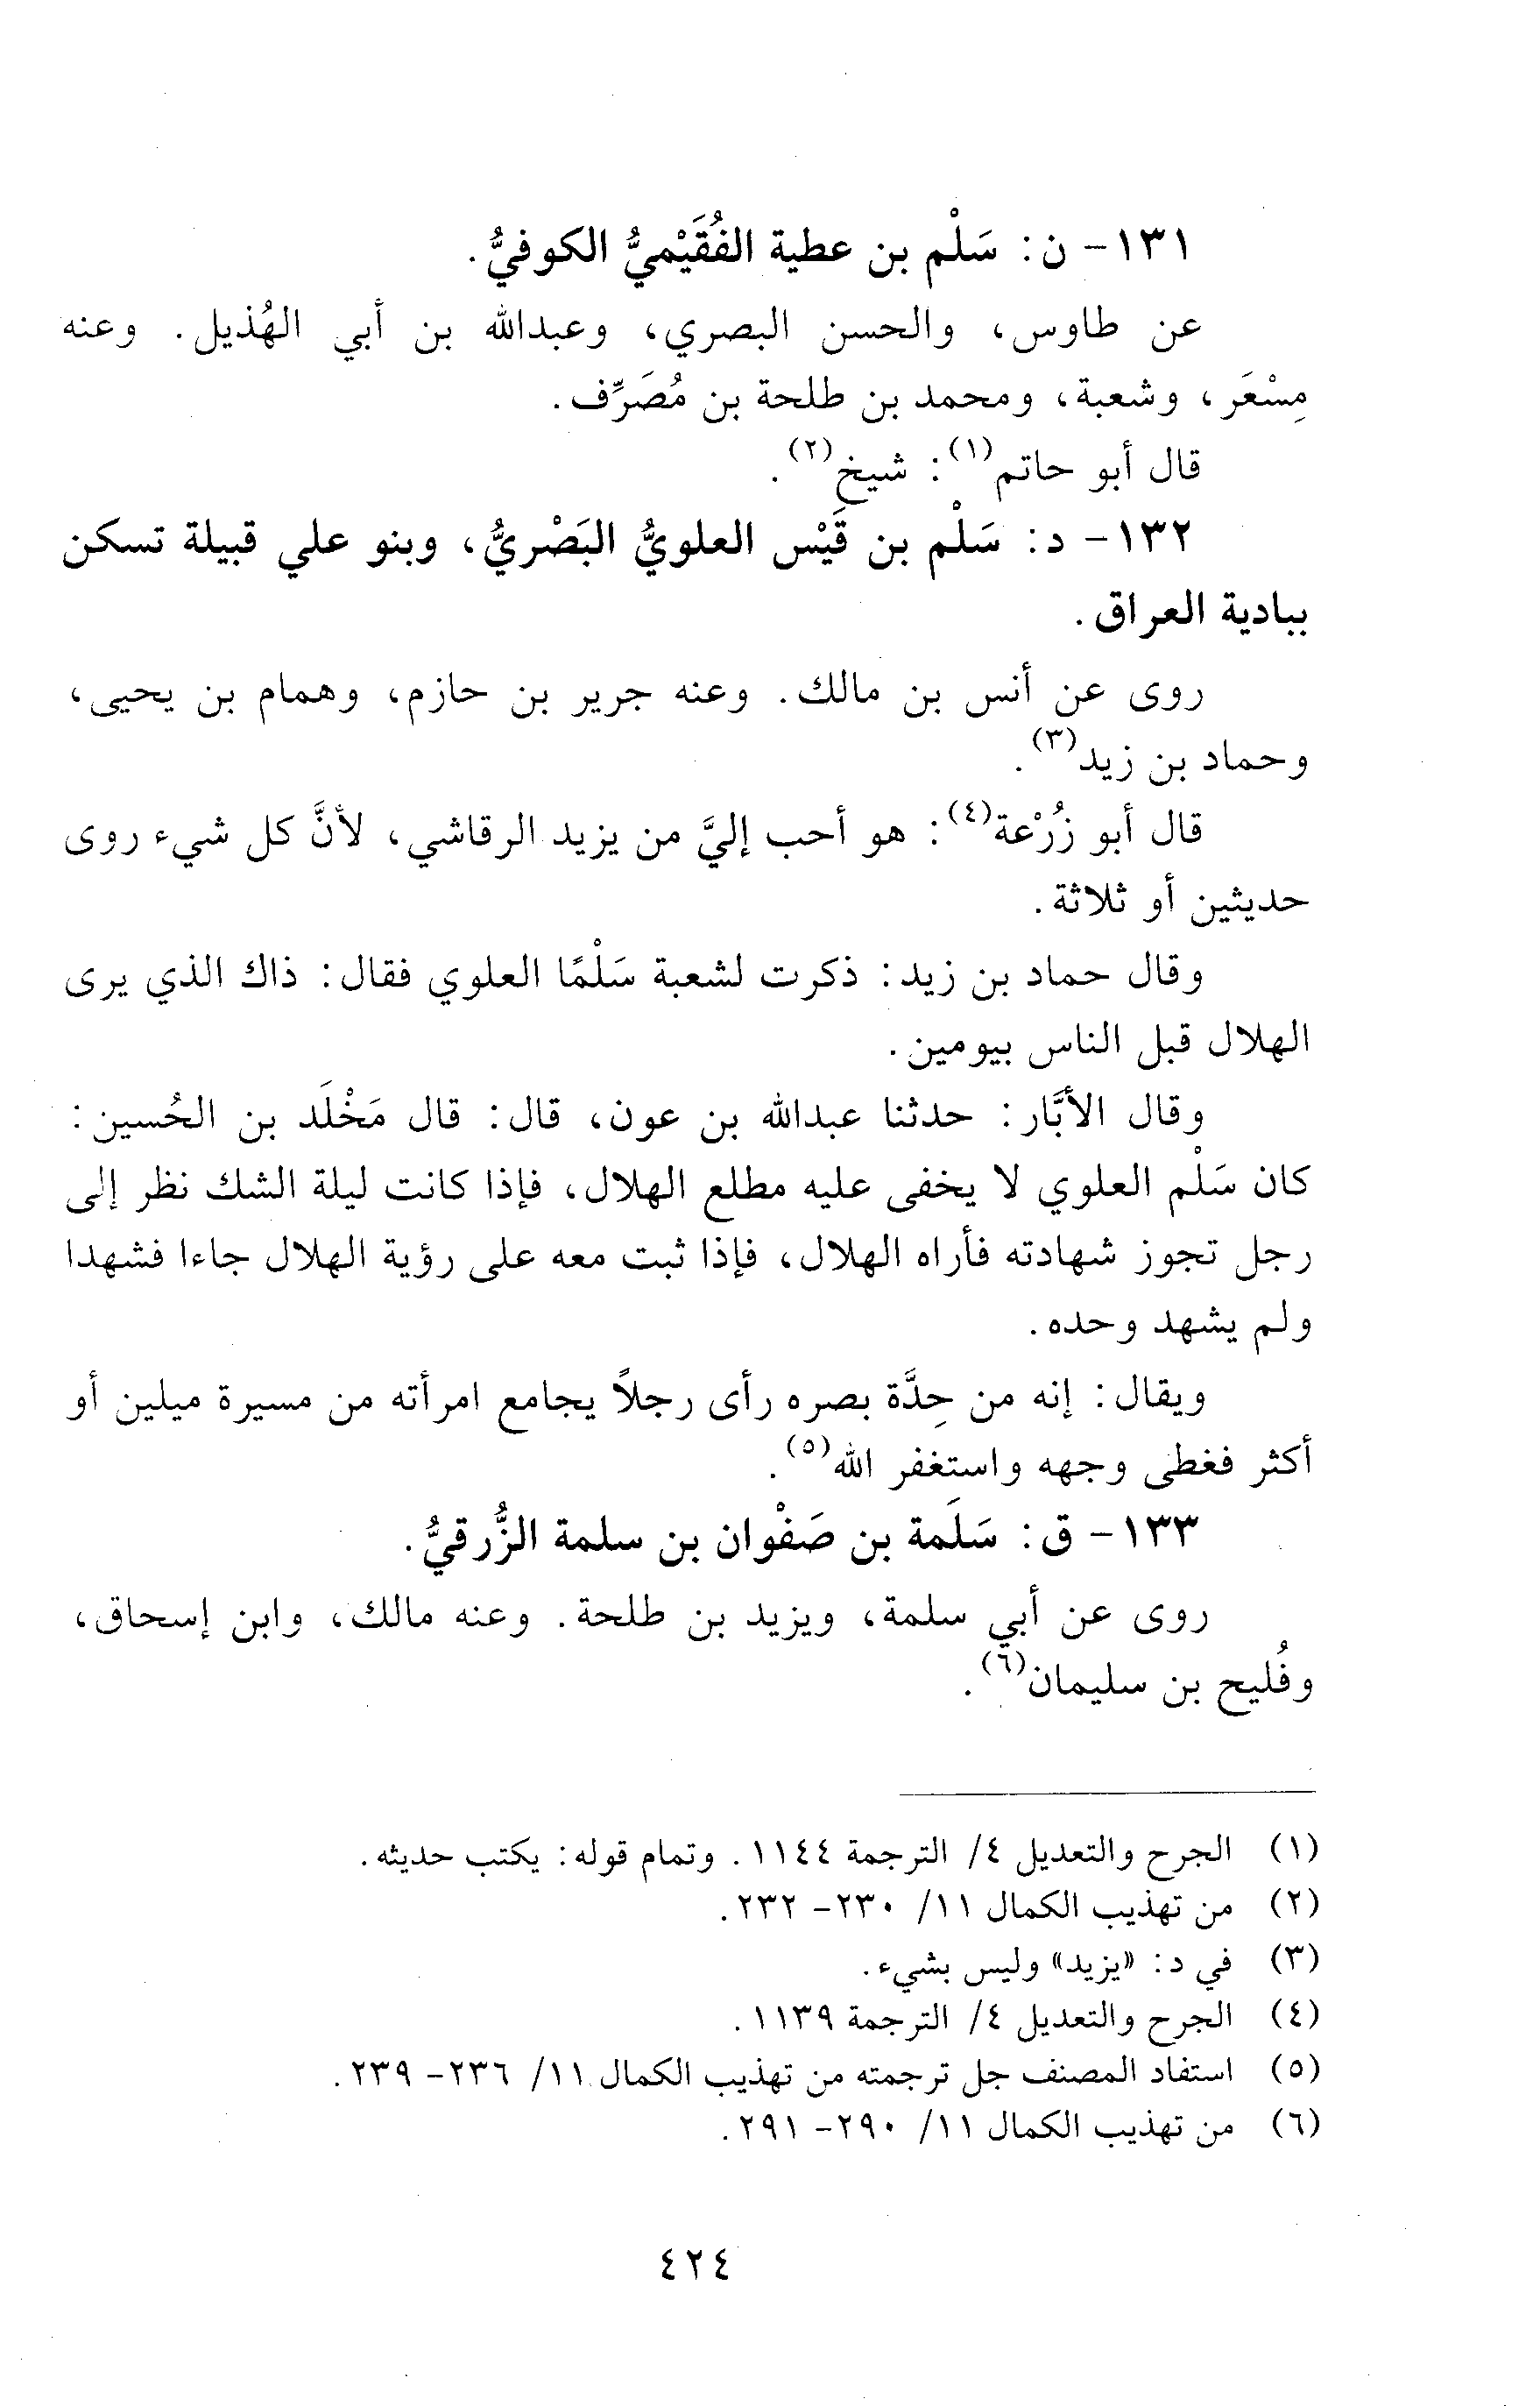 ١٣١- ن: سَلْم بن عطية الفُقَيْميُّ الكوفيُّ.
عن طاوس، والحسن البصري، وعبدالله بن أبي الهُذيل. وعنه
مِسْعَر، وشعبة، ومحمد بن طلحة بن مُصَرِّف.
قال أبو حاتم(١): شيخ(٢).
١٣٢- د: سَلْم بن قَيْس العلويُّ البَصْريُّ، وبنو علي قبيلة تسكن
ببادية العراق.
روى عن أنس بن مالك. وعنه جرير بن حازم، وهمام بن يحيى،
وحماد بن زيد(٣).
قال أبو زُرْعة(٤): هو أحب إليَّ من يزيد الرقاشي، لأنَّ كل شيء روى
حديثين أو ثلاثة.
وقال حماد بن زيد: ذكرت لشعبة سَلْمًا العلوي فقال: ذاك الذي يرى
الهلال قبل الناس بيومين.
وقال الأبَّار: حدثنا عبدالله بن عون، قال: قال مَخْلَد بن الحُسين:
كان سَلْم العلوي لا يخفى عليه مطلع الهلال، فإذا كانت ليلة الشك نظر إلى
رجل تجوز شهادته فأراه الهلال، فإذا ثبت معه على رؤية الهلال جاءا فشهدا
ولم يشهد وحده.
ويقال: إنه من حِدَّة بصره رأى رجلاً يجامع امرأته من مسيرة ميلين أو
أكثر فغطى وجهه واستغفر الله(٥).
١٣٣- ق: سَلَمة بن صَفْوان بن سلمة الزُّرقيُّ.
روى عن أبي سلمة، ويزيد بن طلحة. وعنه مالك، وابن إسحاق،
وفُليح بن سليمان(٦).
(١) الجرح والتعديل ٤/ الترجمة ١١٤٤. وتمام قوله: يكتب حديثه.
(٢) من تهذيب الكمال ١١/ ٢٣٠- ٢٣٢.
(٣) في د: «يزيد» وليس بشيء.
(٤) الجرح والتعديل ٤/ الترجمة ١١٣٩.
(٥) استفاد المصنف جل ترجمته من تهذيب الكمال ١١/ ٢٣٦- ٢٣٩.
(٦) من تهذيب الكمال ١١/ ٢٩٠- ٢٩١.
٤٢٤